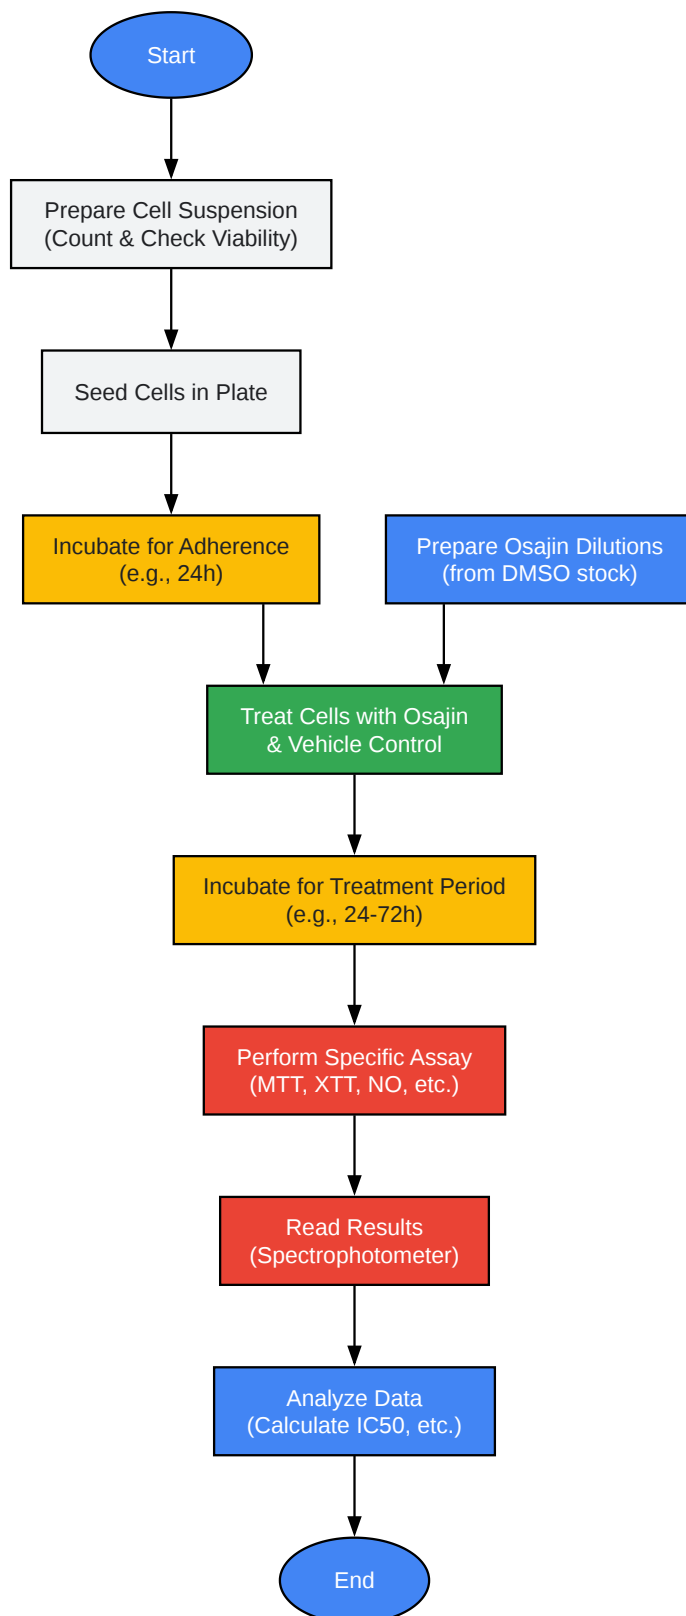 Start
Prepare Cell Suspension
(Count & Check Viability)
Seed Cells in Plate
Incubate for Adherence
(e.g., 24h)
Prepare Osajin Dilutions
(from DMSO stock)
Treat Cells with Osajin
& Vehicle Control
Incubate for Treatment Period
(e.g., 24-72h)
Perform Specific Assay
(MTT, XTT, NO, etc.)
Read Results
(Spectrophotometer)
Analyze Data
(Calculate IC50, etc.)
End